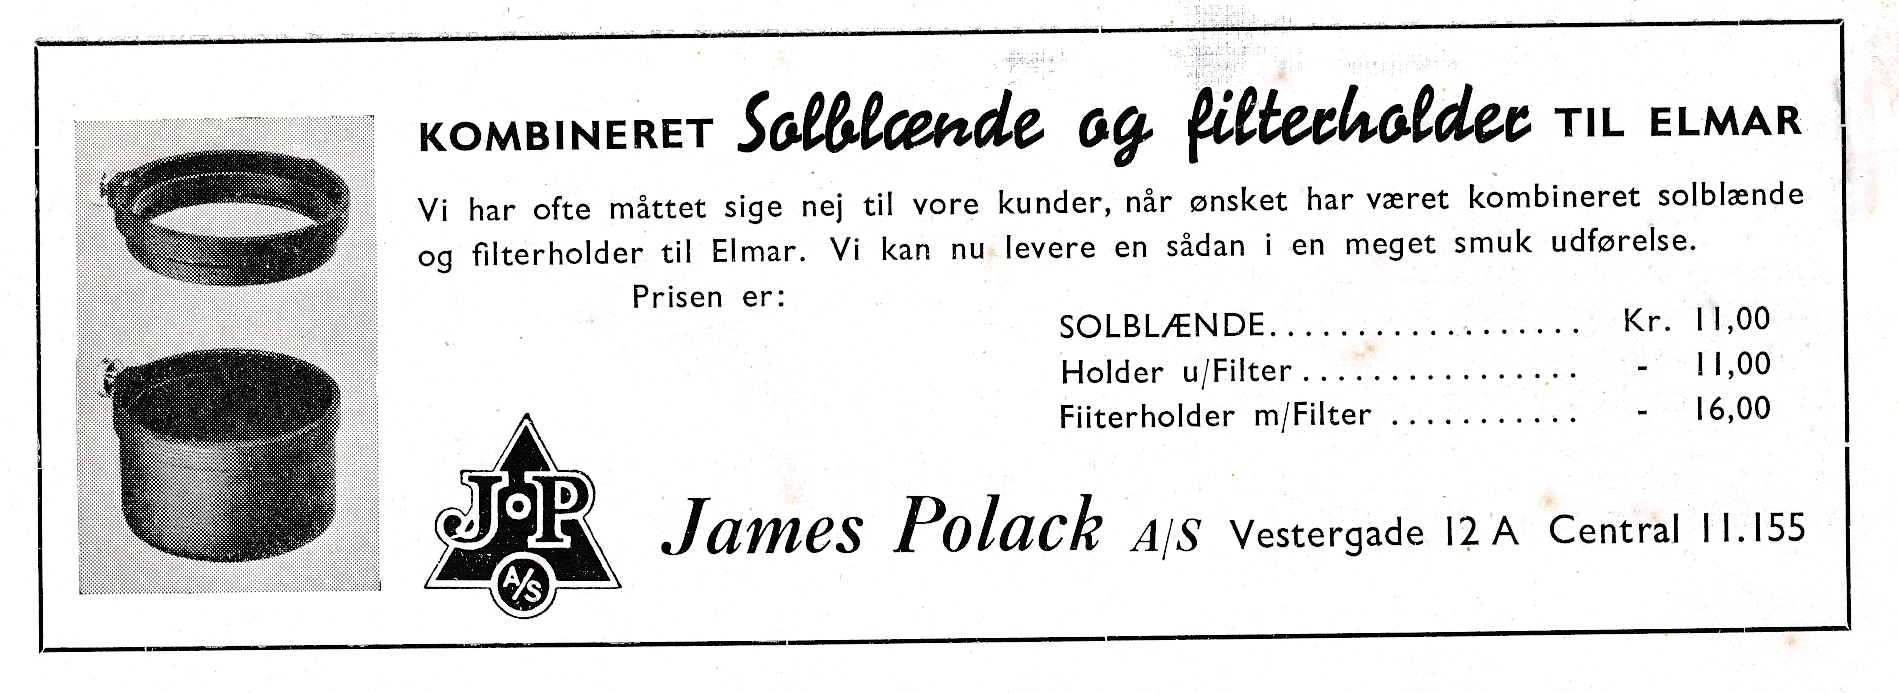 KOMBINERET Solblænde og filterholder TIL ELMAR
Vi har ofte måttet sige nej til vore kunder, når ønsket har været kombineret solblænde
og filterholder til Elmar. Vi kan nu levere en sådan i en meget smuk udførelse.
Prisen er:
SOLBLÆNDE.................. Kr. 11,00
Holder u/Filter................ - 11,00
Fiiterholder m/Filter ........... - 16,00
J·P
A/S
James Polack A/S Vestergade 12 A Central 11.155